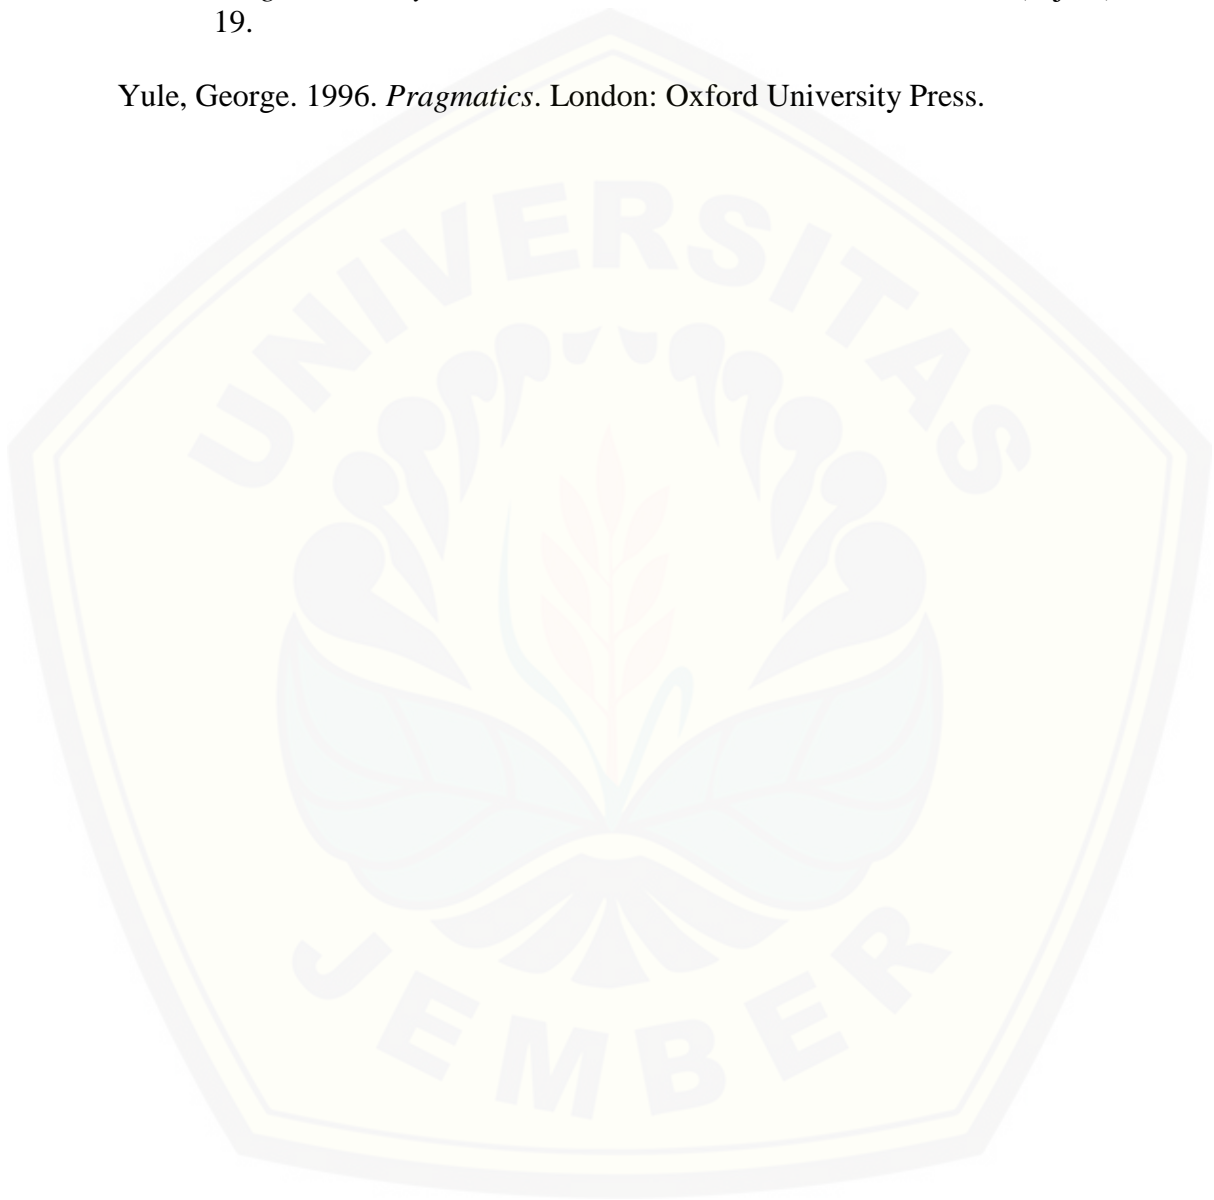 19.
Yule, George. 1996. Pragmatics. London: Oxford University Press.
UNIVERSITAS
JEMBER